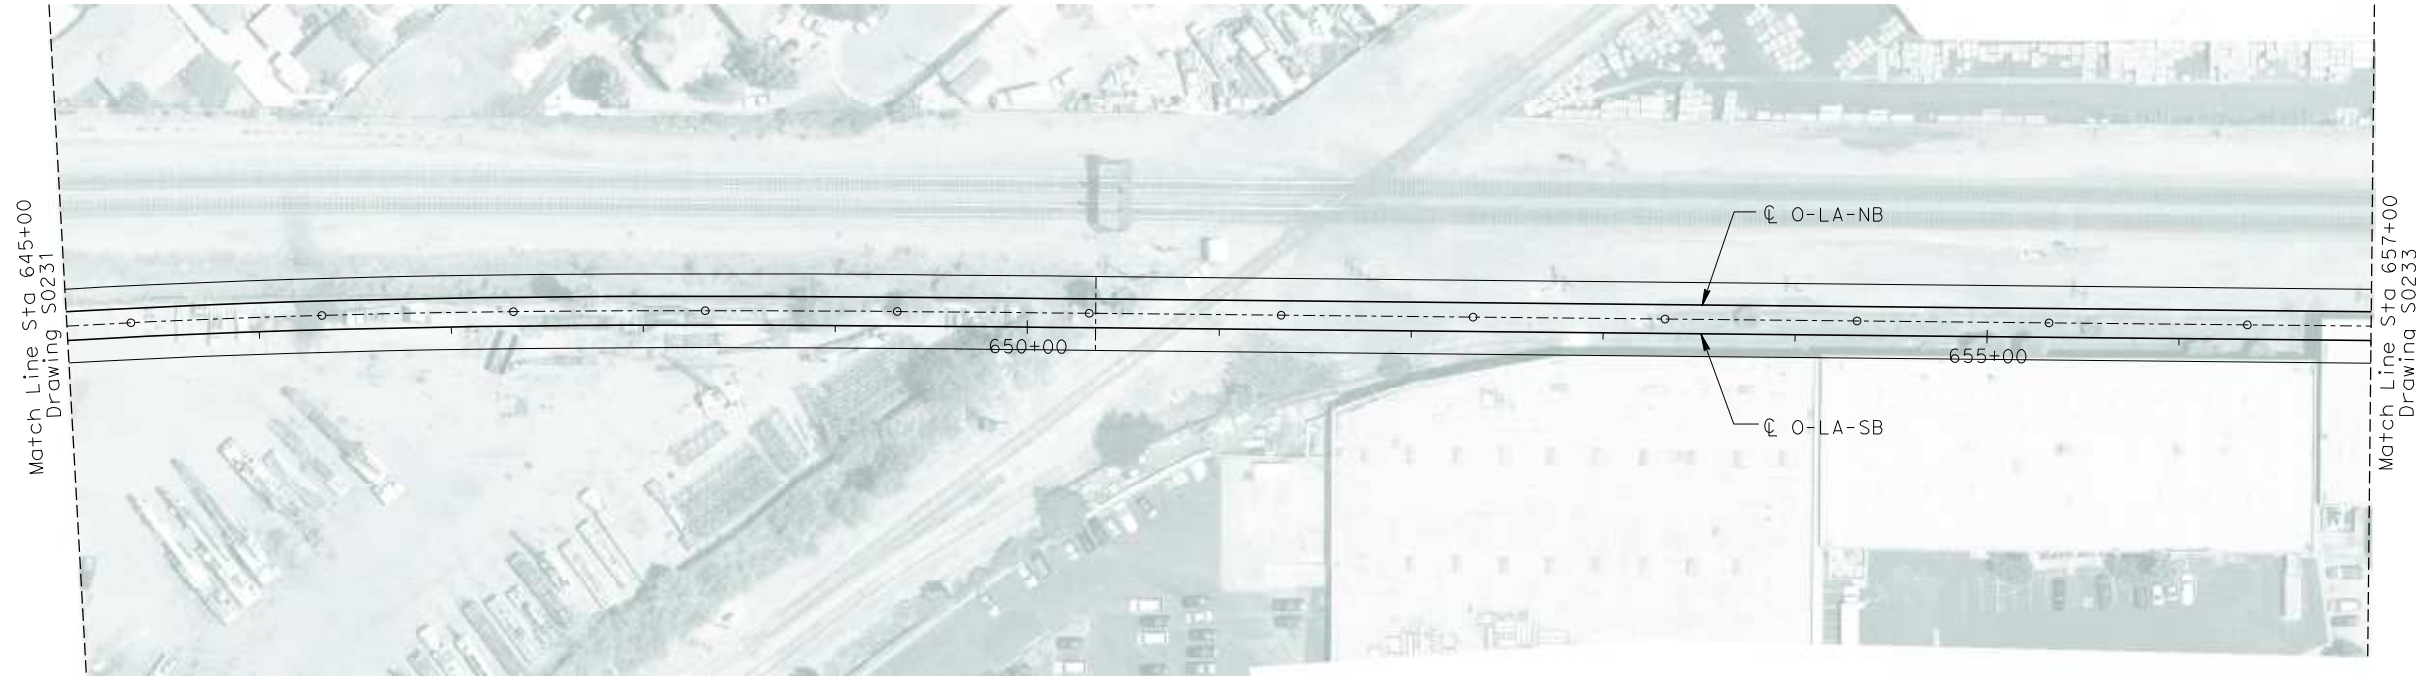 Match Line Sta 645+00
Drawing S0231
℄ O-LA-NB
650+00
655+00
℄ O-LA-SB
Match Line Sta 657+00
Drawing S0233